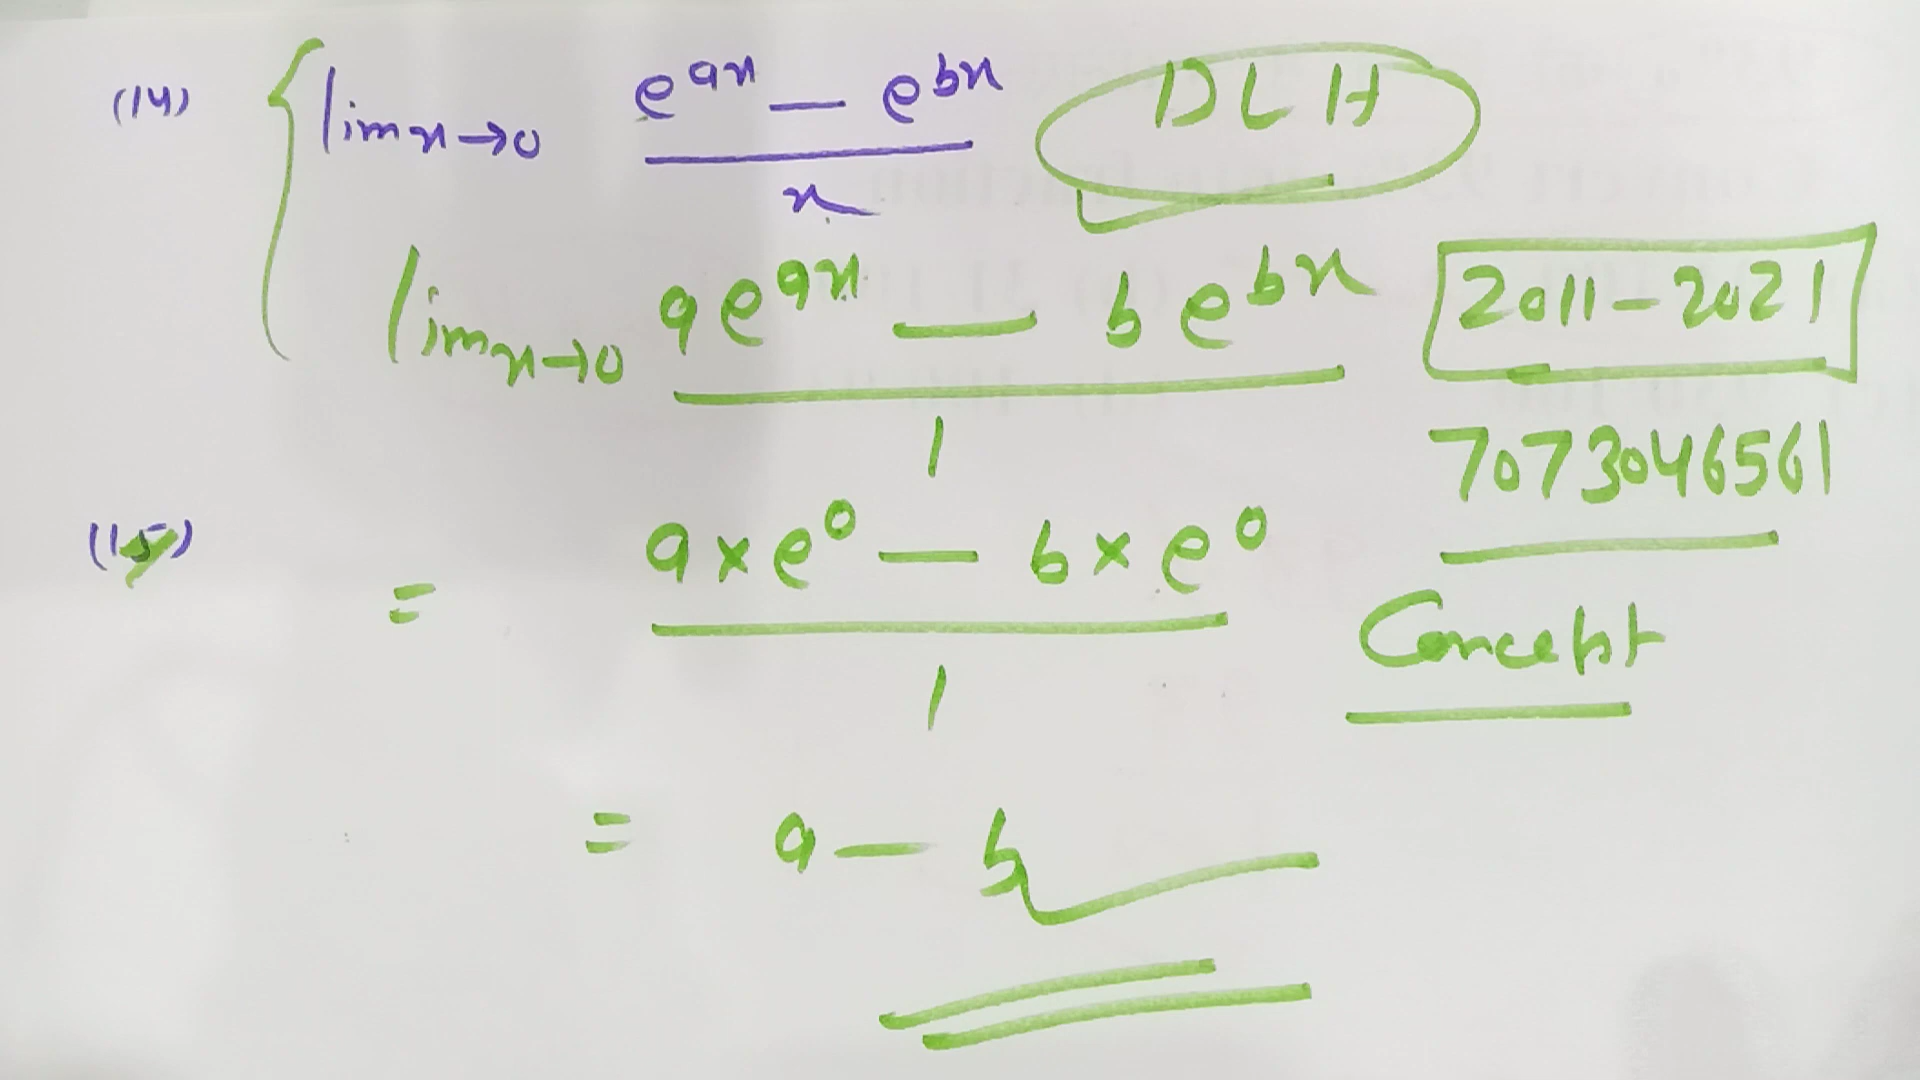 (14) lim x→0 e^ax — e^bx DLH
x
lim x→0 ae^ax — be^bx 2011-2021
1
7073046561
(15) = a×e^0 — b×e^0
1
Concept
= a — b